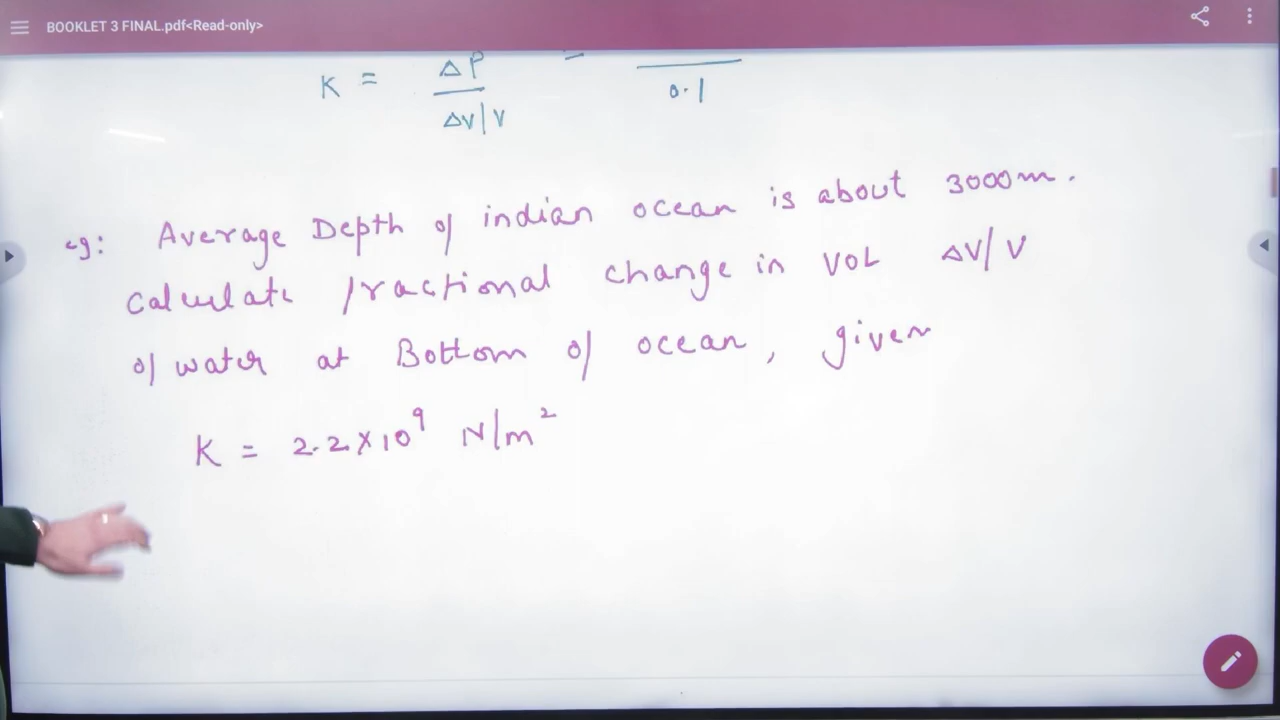 BOOKLET 3 FINAL.pdf<Read-only>
K = ΔP =
ΔV/V 0.1
eg: Average Depth of indian ocean is about 3000m.
Calculate fractional change in VOL ΔV/V
of water at Bottom of ocean, given
K = 2.2×10⁹ N/m²